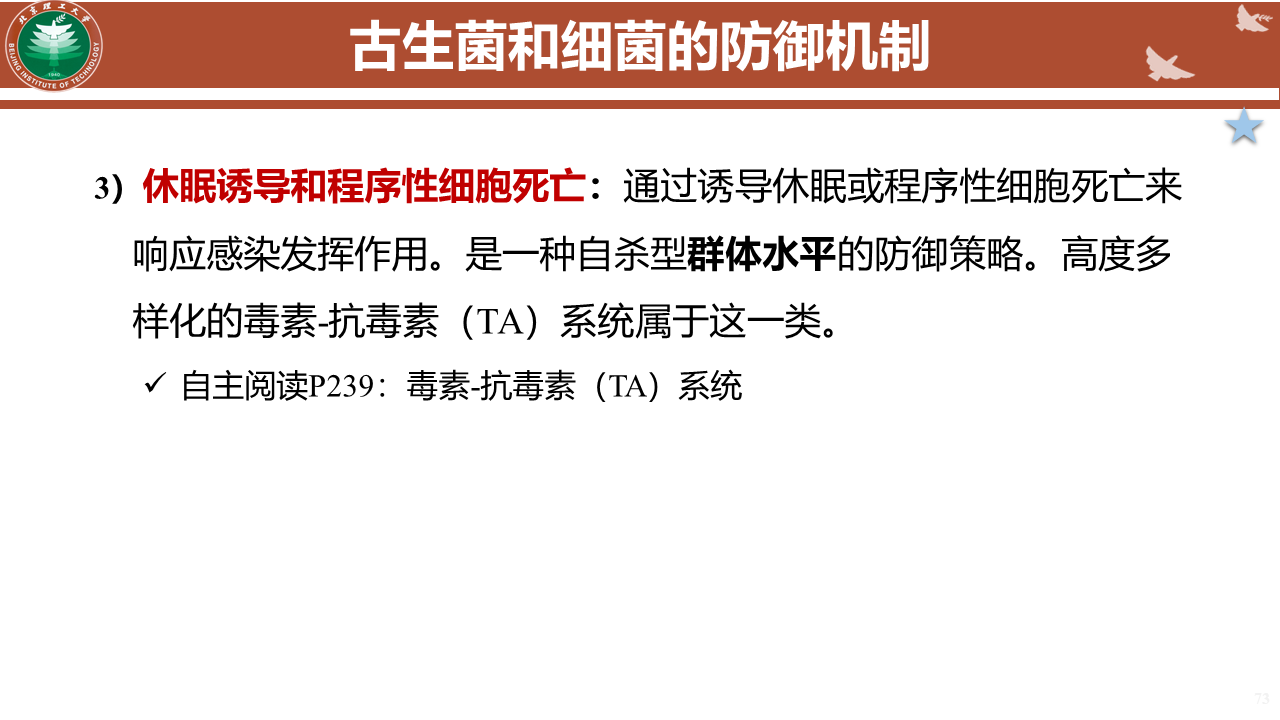 北京理工大学
BEIJING INSTITUTE OF TECHNOLOGY
1940
古生菌和细菌的防御机制
3）休眠诱导和程序性细胞死亡：通过诱导休眠或程序性细胞死亡来
响应感染发挥作用。是一种自杀型群体水平的防御策略。高度多
样化的毒素-抗毒素（TA）系统属于这一类。
✓ 自主阅读P239：毒素-抗毒素（TA）系统
73